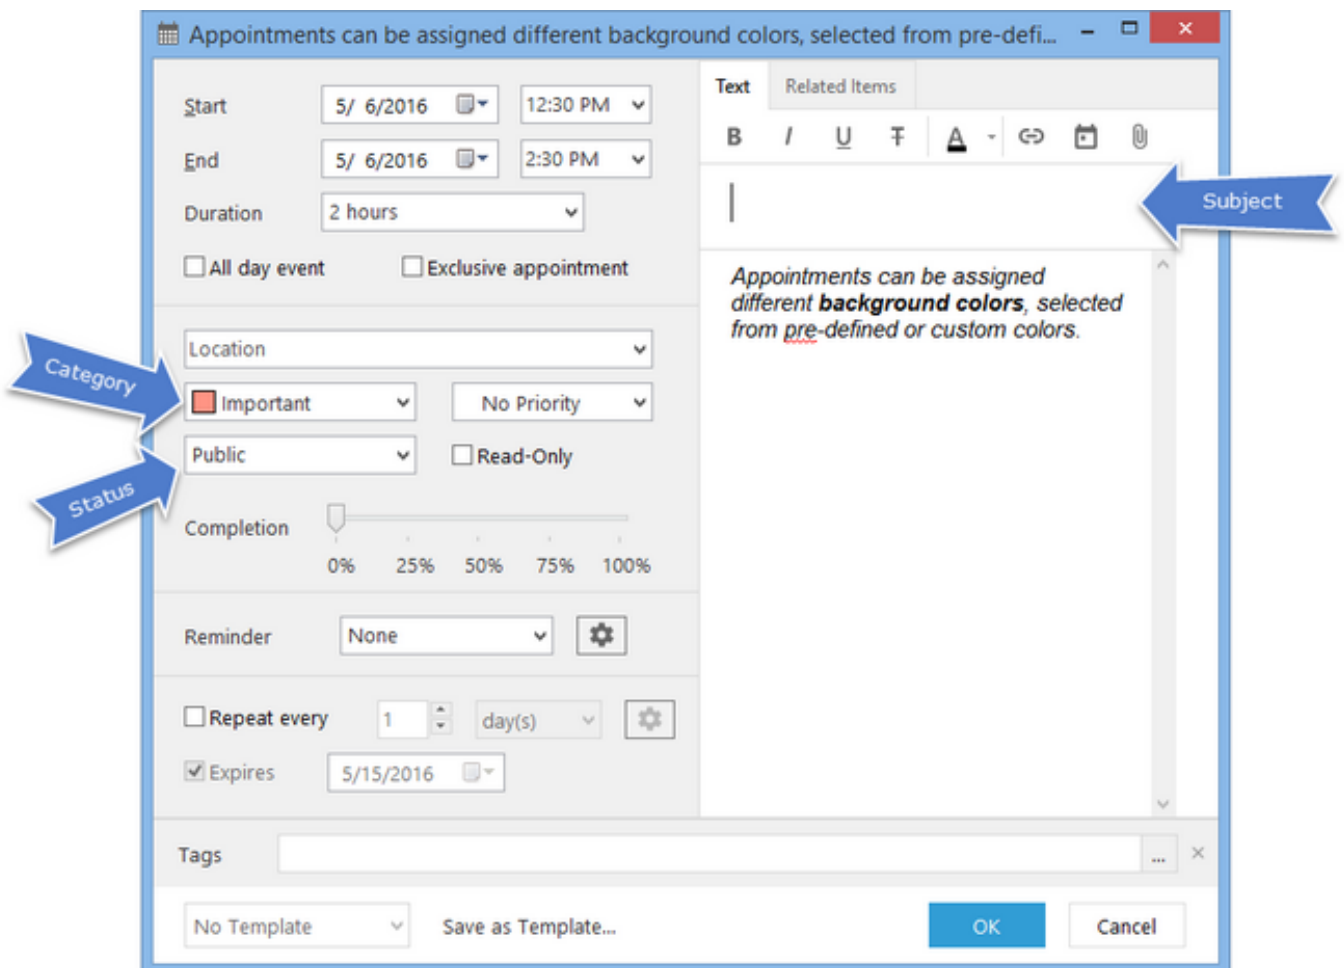 Appointments can be assigned different background colors, selected from pre-defi...
Start 5/ 6/2016 12:30 PM
End 5/ 6/2016 2:30 PM
Duration 2 hours
All day event Exclusive appointment
Location
Category
Important No Priority
Public Read-Only
Status
Completion
0% 25% 50% 75% 100%
Reminder None
Repeat every 1 day(s)
Expires 5/15/2016
Text Related Items
B I U T A
Subject
Appointments can be assigned
different background colors, selected
from pre-defined or custom colors.
Tags ...
No Template Save as Template... OK Cancel